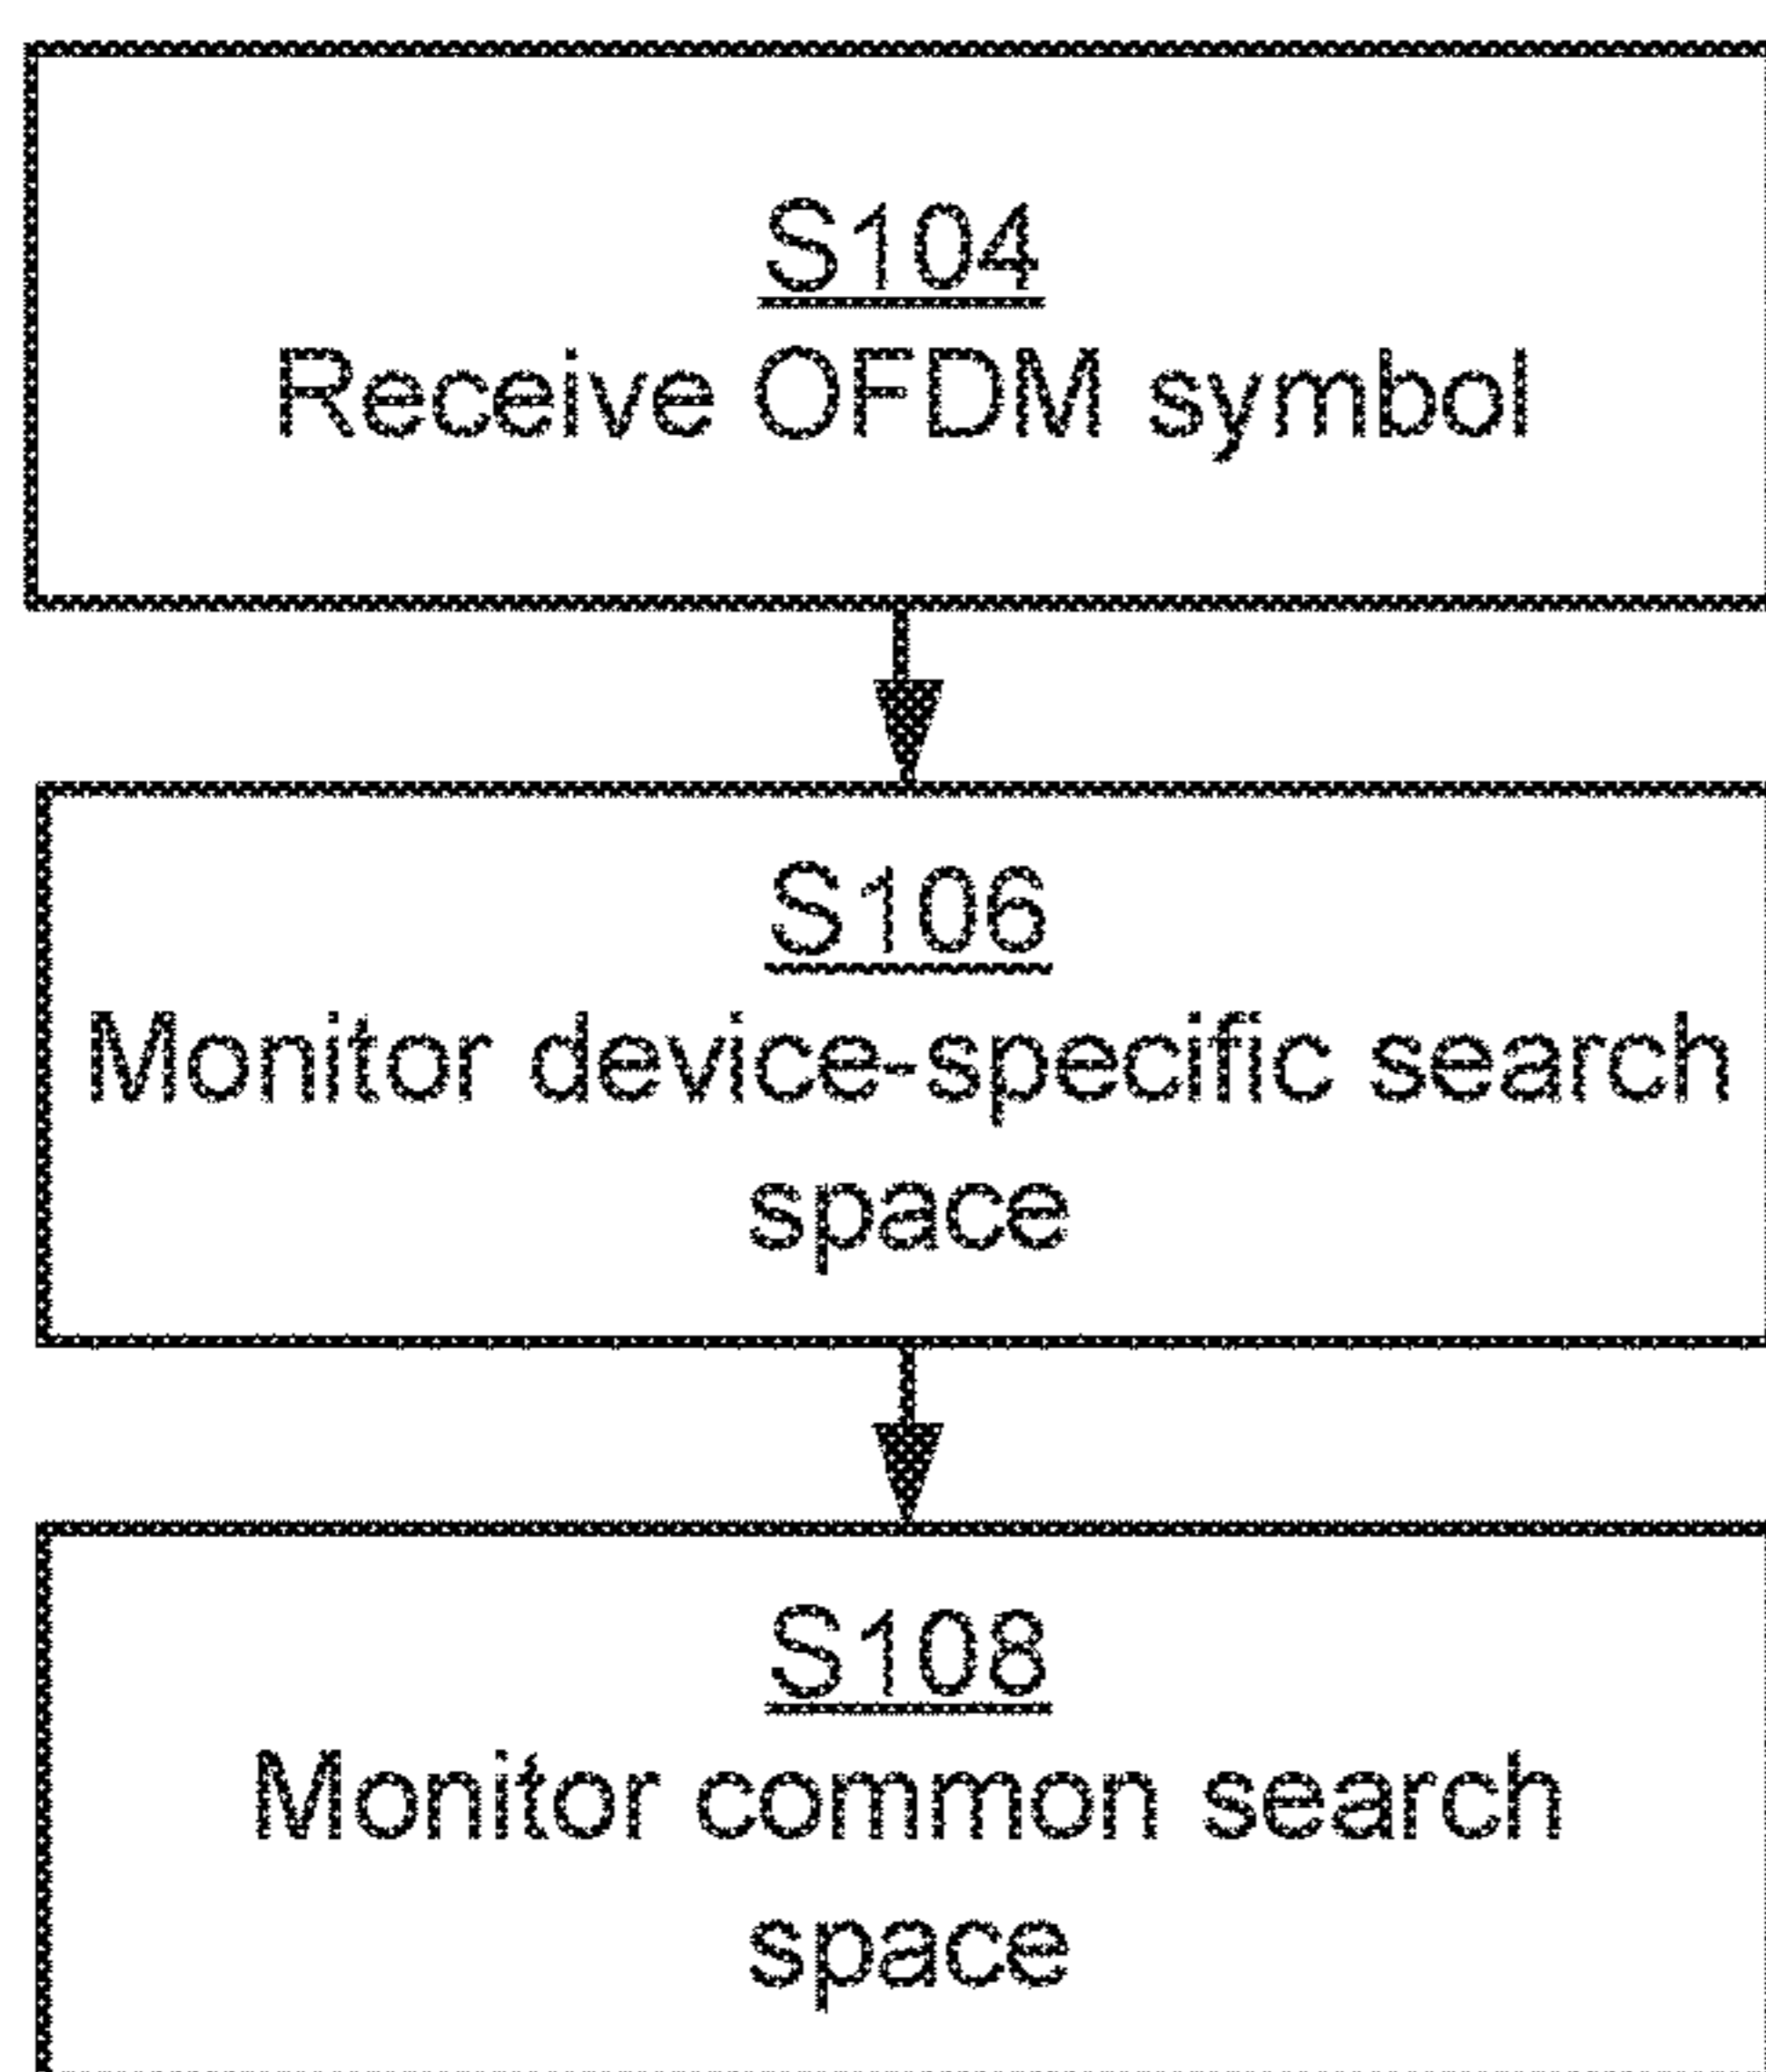 S104
Receive OFDM symbol
S106
Monitor device-specific search
space
S108
Monitor common search
space